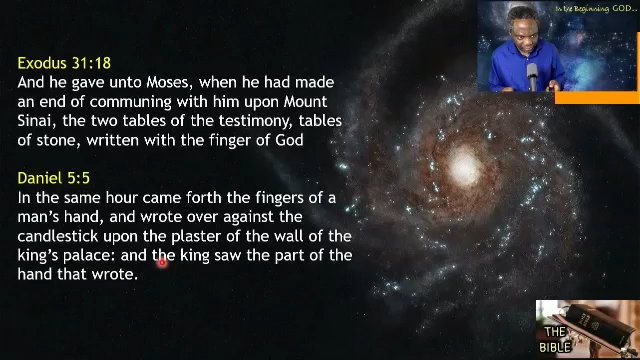 In the Beginning GOD...
Exodus 31:18
And he gave unto Moses, when he had made
an end of communing with him upon Mount
Sinai, the two tables of the testimony, tables
of stone, written with the finger of God
Daniel 5:5
In the same hour came forth the fingers of a
man's hand, and wrote over against the
candlestick upon the plaster of the wall of the
king's palace: and the king saw the part of the
hand that wrote.
THE
BIBLE